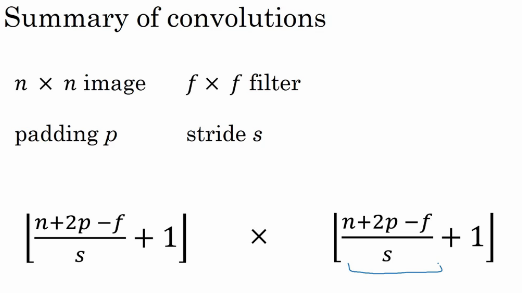 Summary of convolutions
n × n image f × f filter
padding p stride s
⌊(n+2p −f)/s + 1⌋ × ⌊(n+2p −f)/s + 1⌋